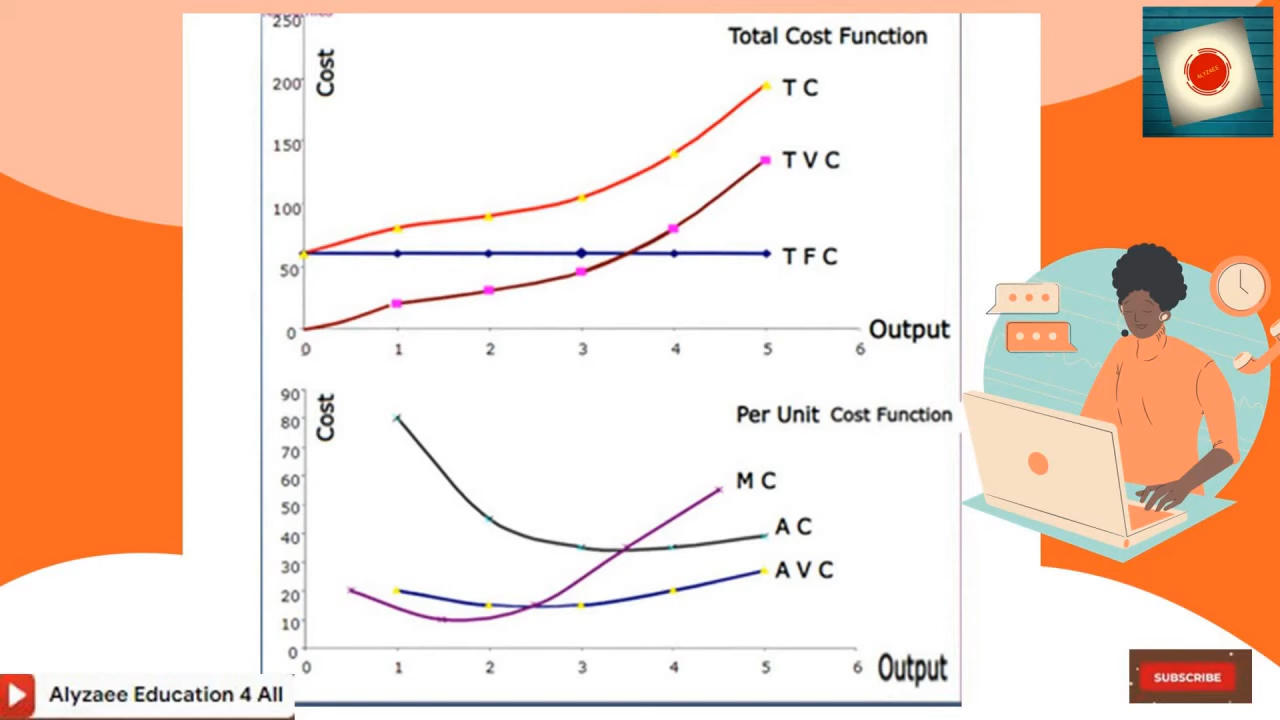 250
Total Cost Function
Cost
200
T C
150
T V C
100
T F C
50
0
Output
0 1 2 3 4 5 6
90
Cost
80
Per Unit Cost Function
70
60
M C
50
A C
40
30
A V C
20
10
0
0 1 2 3 4 5 6
Output
ALYZAEE
SUBSCRIBE
Alyzaee Education 4 All